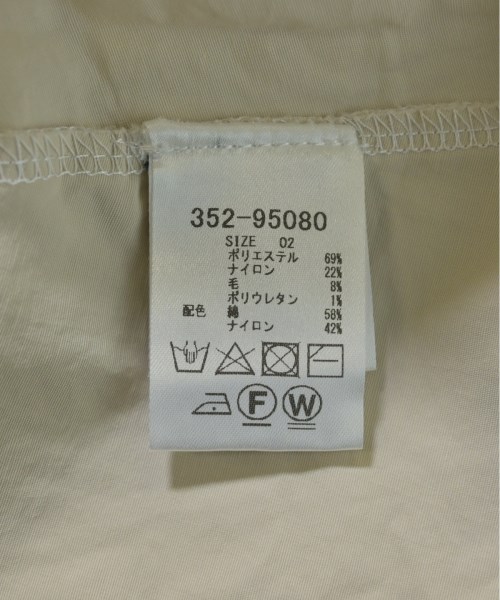 352-95080
SIZE 02
ポリエステル 69%
ナイロン 22%
毛 8%
ポリウレタン 1%
配色 綿 58%
ナイロン 42%
F W